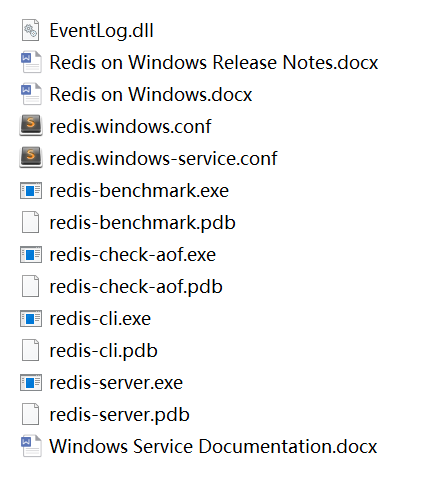 EventLog.dll
Redis on Windows Release Notes.docx
Redis on Windows.docx
redis.windows.conf
redis.windows-service.conf
redis-benchmark.exe
redis-benchmark.pdb
redis-check-aof.exe
redis-check-aof.pdb
redis-cli.exe
redis-cli.pdb
redis-server.exe
redis-server.pdb
Windows Service Documentation.docx